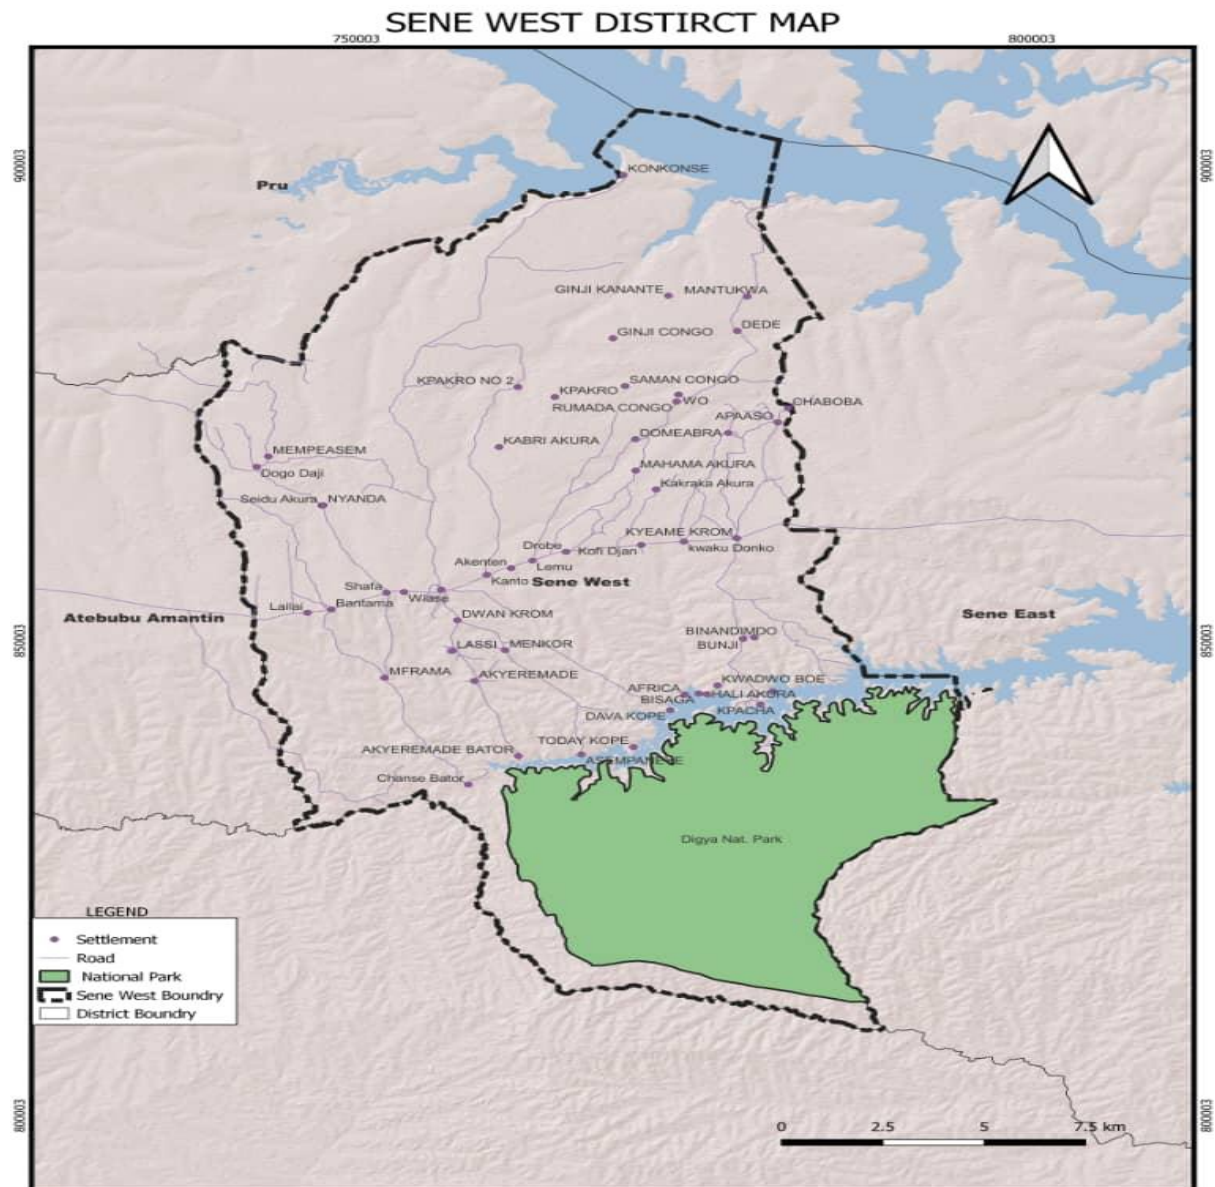 SENE WEST DISTIRCT MAP
750003
800003
900003
900003
KONKONSE
Pru
GINJI KANANTE
MANTUKWA
GINJI CONGO
DEDE
KPAKRO NO 2
SAMAN CONGO
KPAKRO
RUMADA CONGO
WO
CHABOBA
APAASO
KABRI AKURA
DOMEABRA
MEMPEASEM
Dogo Daji
MAHAMA AKURA
Kakraka Akura
Seidu Akura
NYANDA
KYEAME KROM
kwaku Donko
Drobe
Kofi Djan
Akenten
Lemu
Kanto
Sene West
Shafa
Wiase
Lailai
Bantama
Atebubu Amantin
DWAN KROM
Sene East
850003
850003
LASSI
MENKOR
BINANDIMDO
BUNJI
MFRAMA
AKYEREMADE
KWADWO BOE
AFRICA
HALI AKURA
BISAGA
KPACHA
DAVA KOPE
TODAY KOPE
AKYEREMADE BATOR
ASEMPANEYE
Chanse Bator
Digya Nat. Park
LEGEND
Settlement
Road
National Park
Sene West Boundry
District Boundry
800003
800003
0 2.5 5 7.5 km